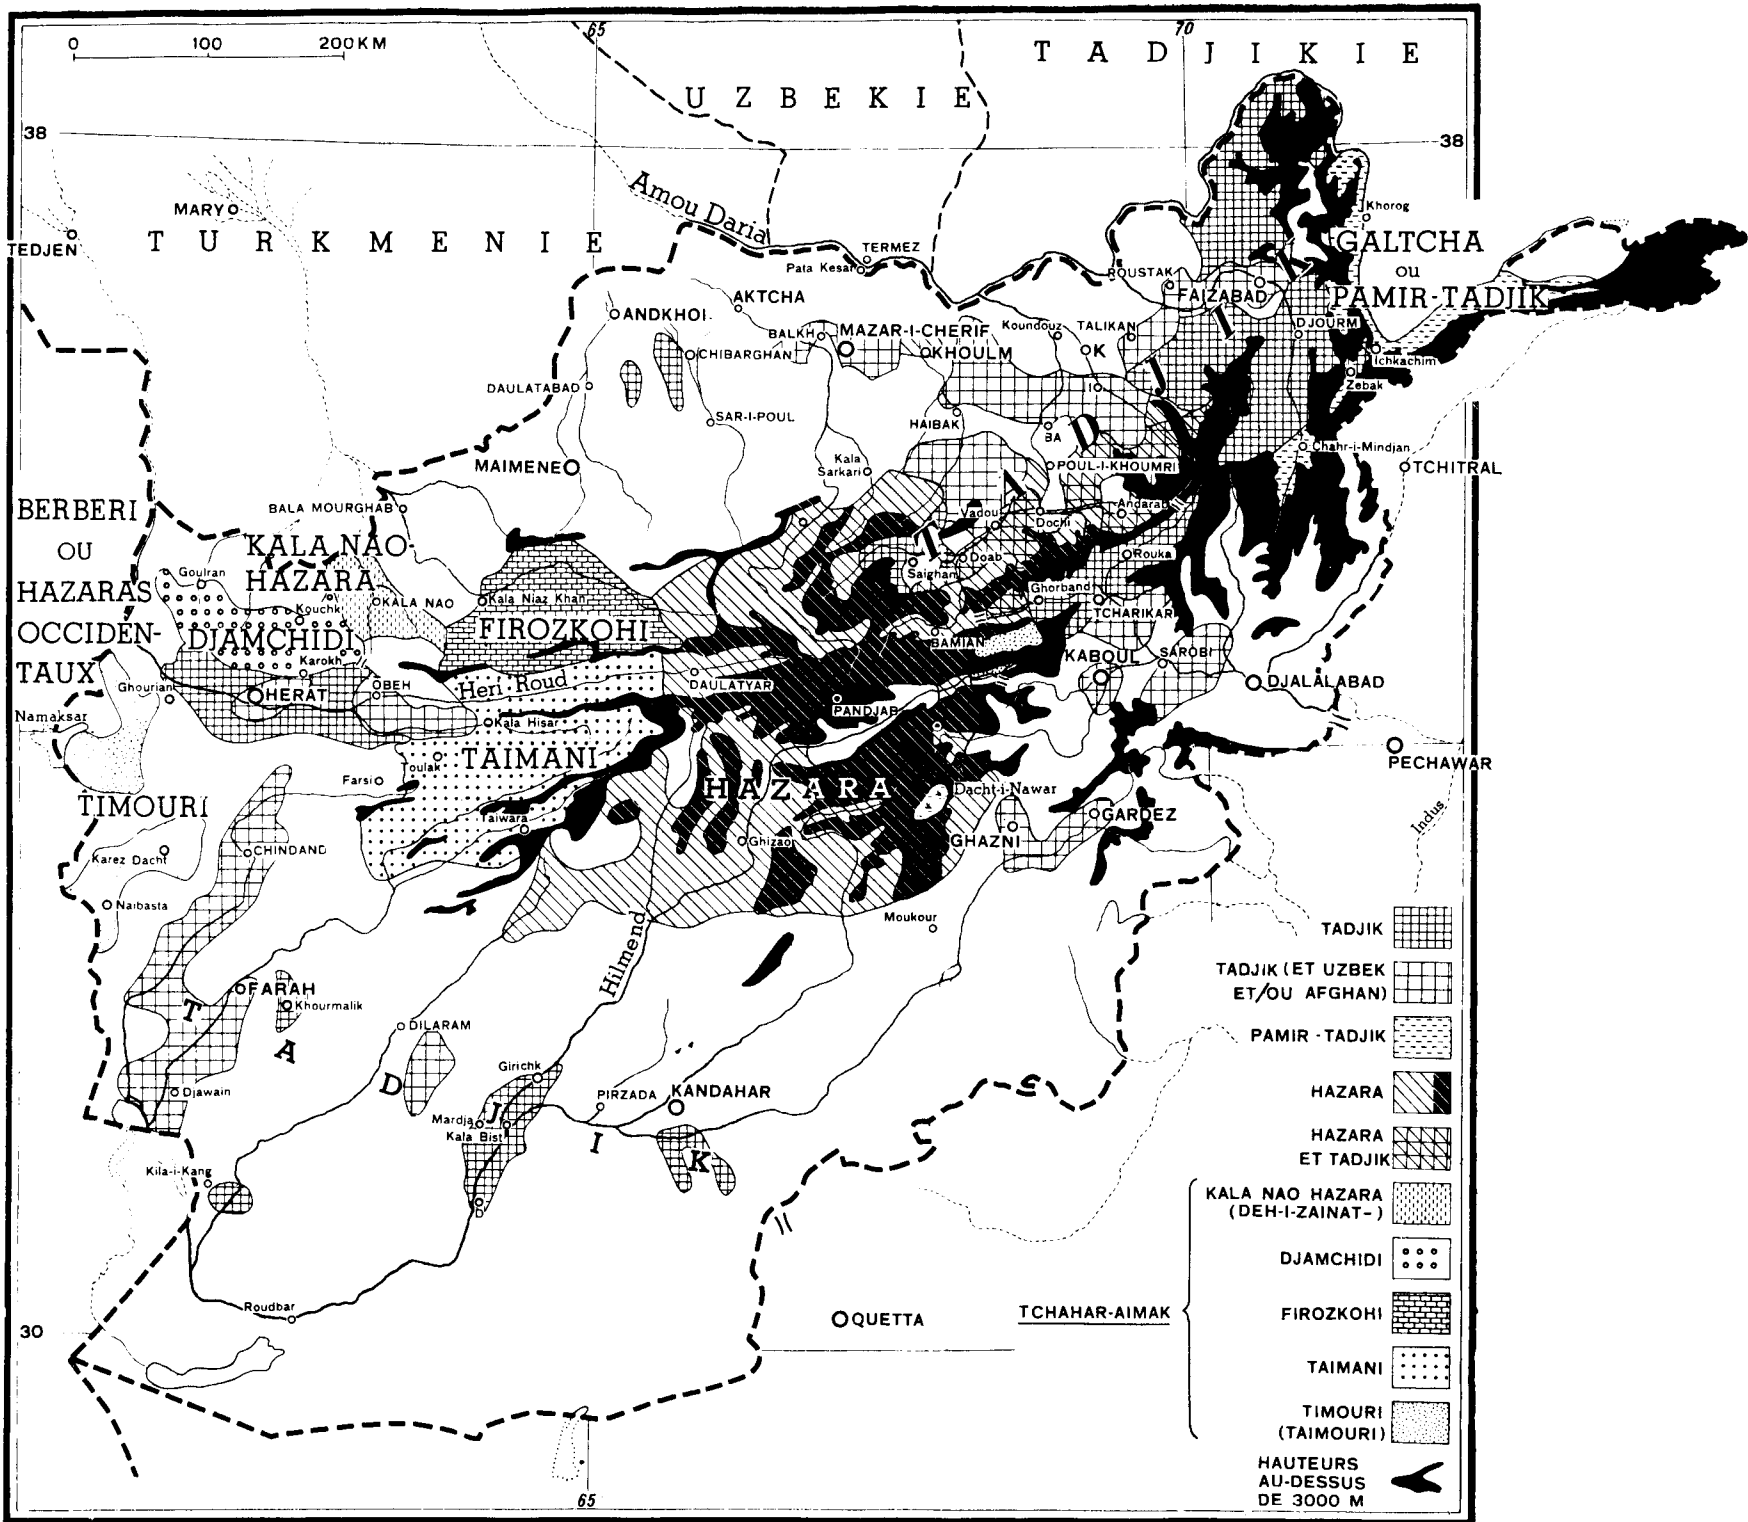 0 100 200 KM
65
70
TADJIKIE
UZBEKIE
38
38
Amou Daria
MARY
TEDJEN
TURKMENIE
Khorog
TERMEZ
Pata Kesar
GALTCHA
OU
PAMIR-TADJIK
ROUSTAK
FAIZABAD
AKTCHA
ANDKHOI
BALKH
MAZAR-I-CHERIF
Koundouz
TALIKAN
DJOURM
CHIBARGHAN
KHOULM
K
Ichkachim
Zebak
DAULATABAD
IO
SAR-I-POUL
HAIBAK
BA
Chahr-i-Mindjan
MAIMENE
Kala
Sarkari
POUL-I-KHOUMRI
TCHITRAL
TADJIK
BERBERI
OU
HAZARAS
OCCIDEN-
TAUX
BALA MOURGHAB
Vadou
Dochi
Andarab
KALA NAO-
HAZARA
Doab
Rouka
Goulran
Saighan
Kouchk
KALA NAO
Kala Niaz Khan
Ghorband
TCHARIKAR
DJAMCHIDI
FIROZKOHI
BAMIAN
KABOUL
SAROBI
Karokh
Ghourian
HERAT
BEH
Heri Roud
DAULATYAR
DJALALABAD
Namaksar
Kala Hisar
PANDJAB
Toulak
TAIMANI
PECHAWAR
Farsi
HAZARA
Dacht-i-Nawar
TIMOURI
Taiwara
GARDEZ
Indus
Karez Dacht
CHINDAND
Ghizao
GHAZNI
Naibasta
Moukour
Hilmend
FARAH
Khourmalik
DILARAM
Girichk
Djawain
PIRZADA
KANDAHAR
Mardja
Kala Bist
TADJIK
Kila-i-Kang
D
Roudbar
30
QUETTA
65
TADJIK
TADJIK (ET UZBEK
ET/OU AFGHAN)
PAMIR - TADJIK
HAZARA
HAZARA
ET TADJIK
TCHAHAR-AIMAK
KALA NAO HAZARA
(DEH-I-ZAINAT-)
DJAMCHIDI
FIROZKOHI
TAIMANI
TIMOURI
(TAIMOURI)
HAUTEURS
AU-DESSUS
DE 3000 M